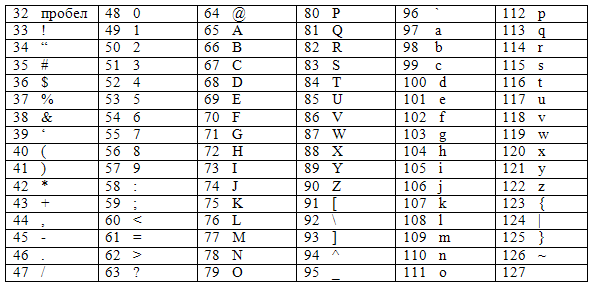 32 пробел 48 0 64 @ 80 P 96 ` 112 p
33 ! 49 1 65 A 81 Q 97 a 113 q
34 “ 50 2 66 B 82 R 98 b 114 r
35 # 51 3 67 C 83 S 99 c 115 s
36 $ 52 4 68 D 84 T 100 d 116 t
37 % 53 5 69 E 85 U 101 e 117 u
38 & 54 6 70 F 86 V 102 f 118 v
39 ‘ 55 7 71 G 87 W 103 g 119 w
40 ( 56 8 72 H 88 X 104 h 120 x
41 ) 57 9 73 I 89 Y 105 i 121 y
42 * 58 : 74 J 90 Z 106 j 122 z
43 + 59 ; 75 K 91 [ 107 k 123 {
44 , 60 < 76 L 92 \ 108 l 124 |
45 - 61 = 77 M 93 ] 109 m 125 }
46 . 62 > 78 N 94 ^ 110 n 126 ~
47 / 63 ? 79 O 95 _ 111 o 127